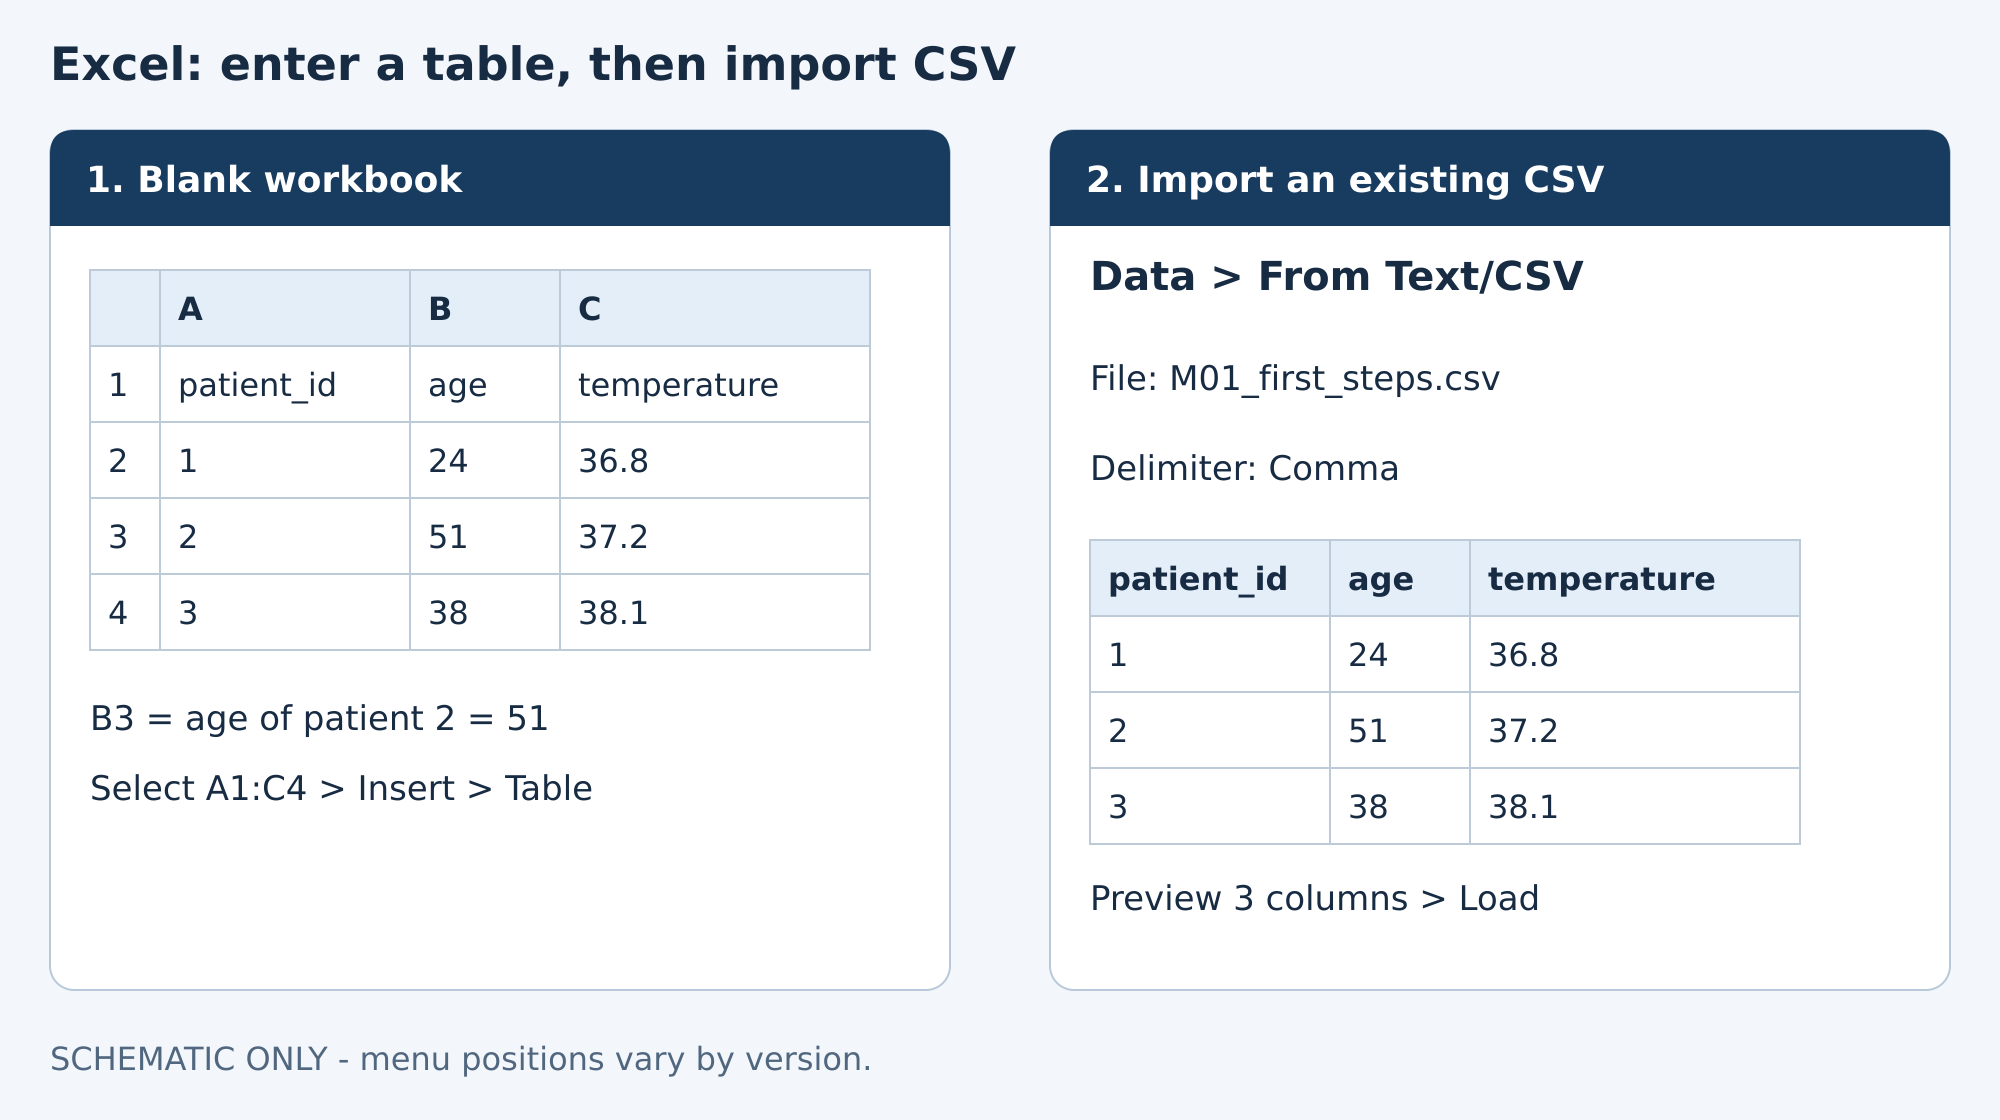 Excel: enter a table, then import CSV
1. Blank workbook
A B C
1 patient_id age temperature
2 1 24 36.8
3 2 51 37.2
4 3 38 38.1
B3 = age of patient 2 = 51
Select A1:C4 > Insert > Table
2. Import an existing CSV
Data > From Text/CSV
File: M01_first_steps.csv
Delimiter: Comma
patient_id age temperature
1 24 36.8
2 51 37.2
3 38 38.1
Preview 3 columns > Load
SCHEMATIC ONLY - menu positions vary by version.